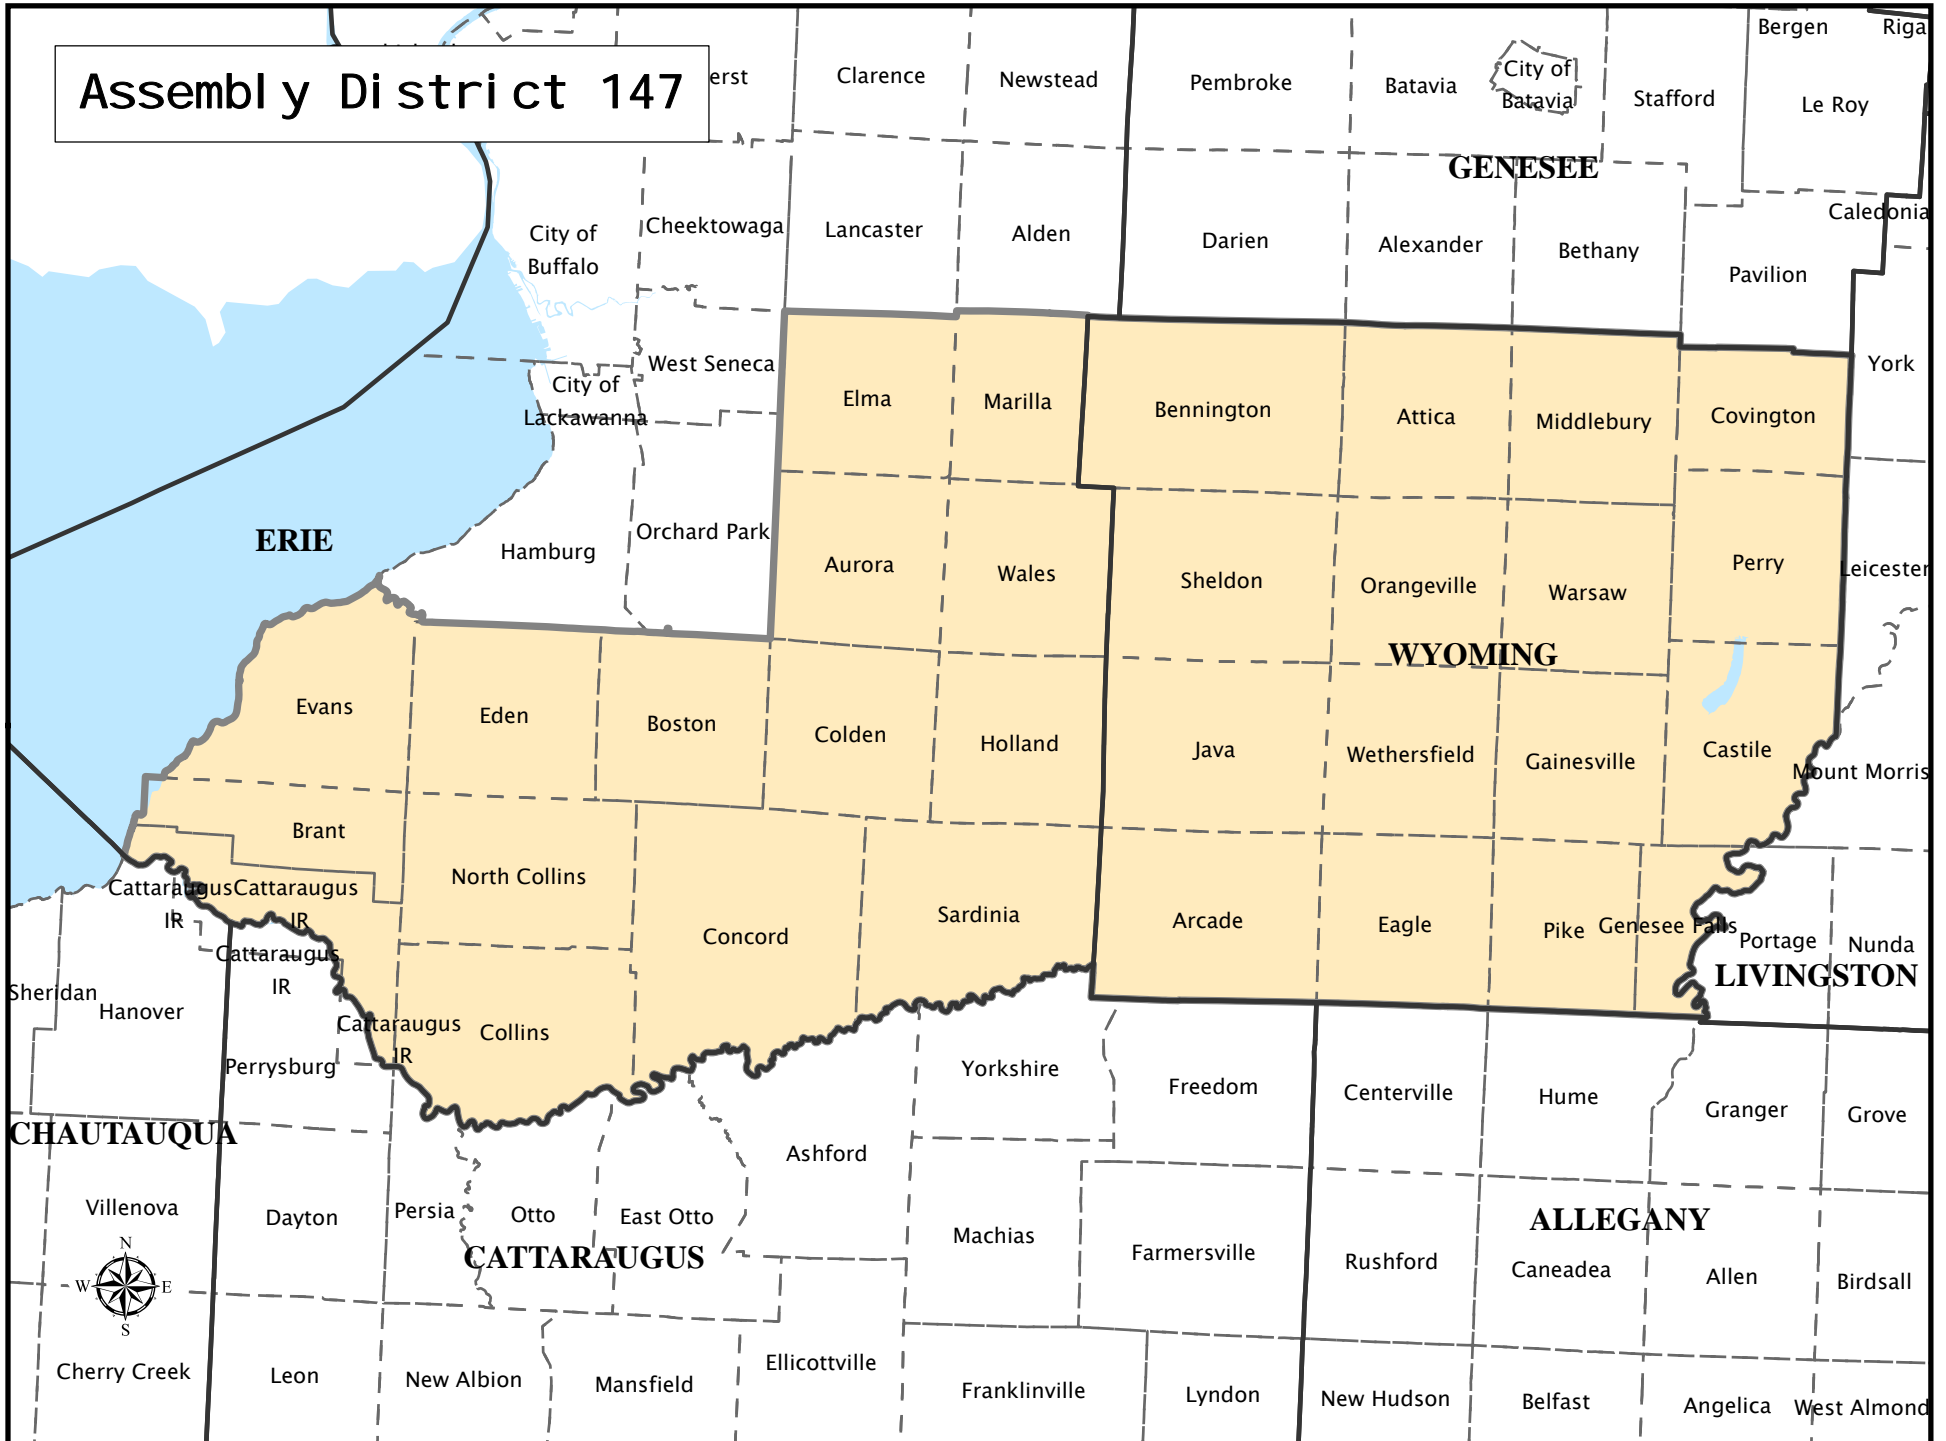 Assembly District 147
erst
Clarence
Newstead
Pembroke
Batavia
City of
Batavia
Stafford
Bergen
Riga
Le Roy
GENESEE
City of
Buffalo
Cheektowaga
Lancaster
Alden
Darien
Alexander
Bethany
Pavilion
Caledonia
West Seneca
City of
Lackawanna
Elma
Marilla
Bennington
Attica
Middlebury
Covington
York
ERIE
Hamburg
Orchard Park
Aurora
Wales
Sheldon
Orangeville
Warsaw
Perry
Leicester
WYOMING
Evans
Eden
Boston
Colden
Holland
Java
Wethersfield
Gainesville
Castile
Mount Morris
Brant
North Collins
Cattaraugus
IR
Cattaraugus
IR
Cattaraugus
IR
Cattaraugus
IR
Concord
Sardinia
Arcade
Eagle
Pike
Genesee Falls
Portage
Nunda
LIVINGSTON
Sheridan
Hanover
Perrysburg
Collins
Yorkshire
Freedom
Centerville
Hume
Granger
Grove
CHAUTAUQUA
Villenova
Dayton
Persia
Otto
East Otto
Ashford
CATTARAUGUS
Machias
Farmersville
Rushford
ALLEGANY
Caneadea
Allen
Birdsall
N
W
E
S
Cherry Creek
Leon
New Albion
Mansfield
Ellicottville
Franklinville
Lyndon
New Hudson
Belfast
Angelica
West Almond